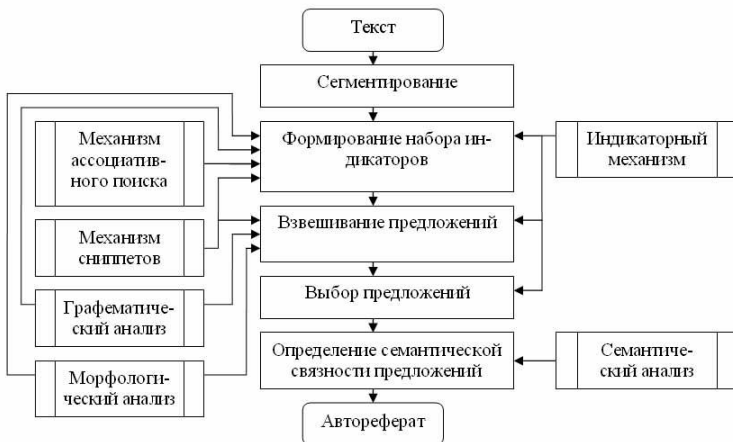 Текст
Сегментирование
Механизм
ассоциатив-
ного поиска
Формирование набора ин-
дикаторов
Индикаторный
механизм
Механизм
сниппетов
Взвешивание предложений
Графематиче-
ский анализ
Выбор предложений
Морфологи-
ческий анализ
Определение семантической
связности предложений
Семантиче-
ский анализ
Автореферат